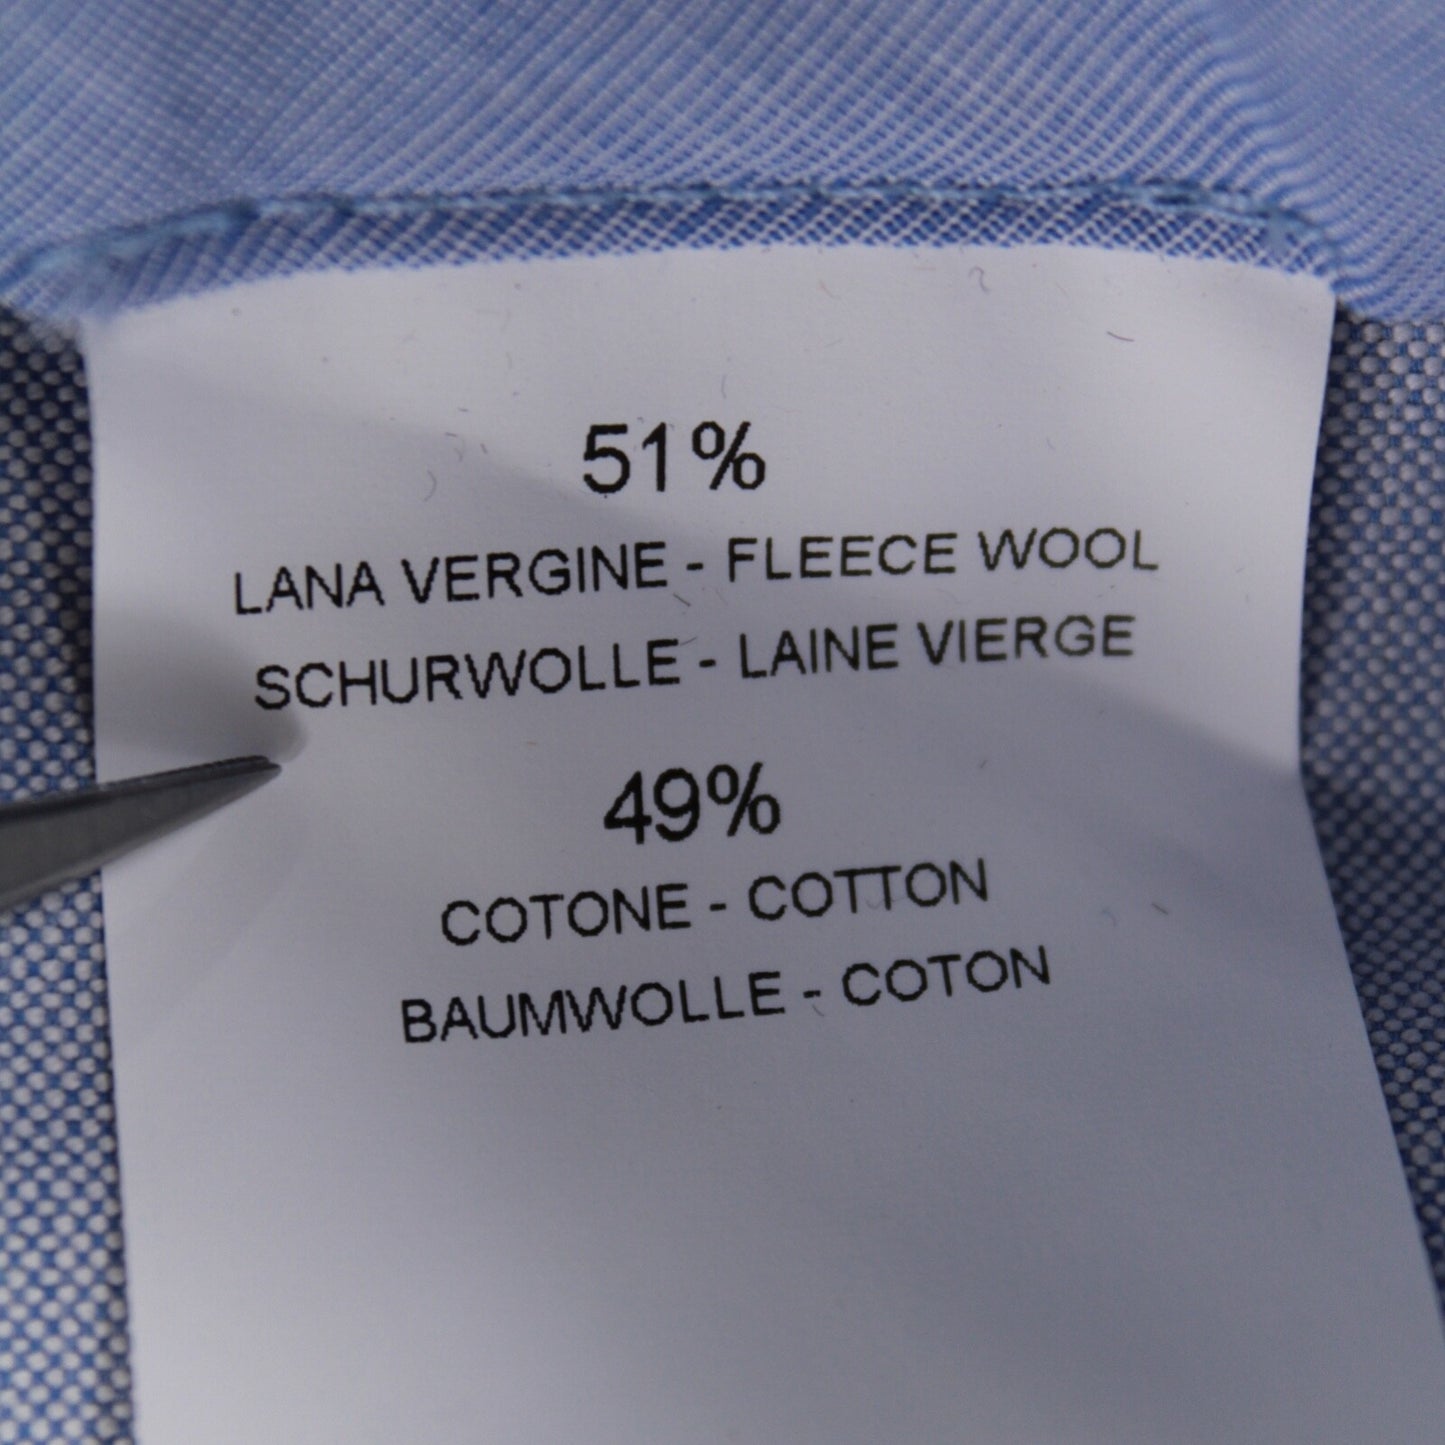 51%
LANA VERGINE - FLEECE WOOL
SCHURWOLLE - LAINE VIERGE
49%
COTONE - COTTON
BAUMWOLLE - COTON